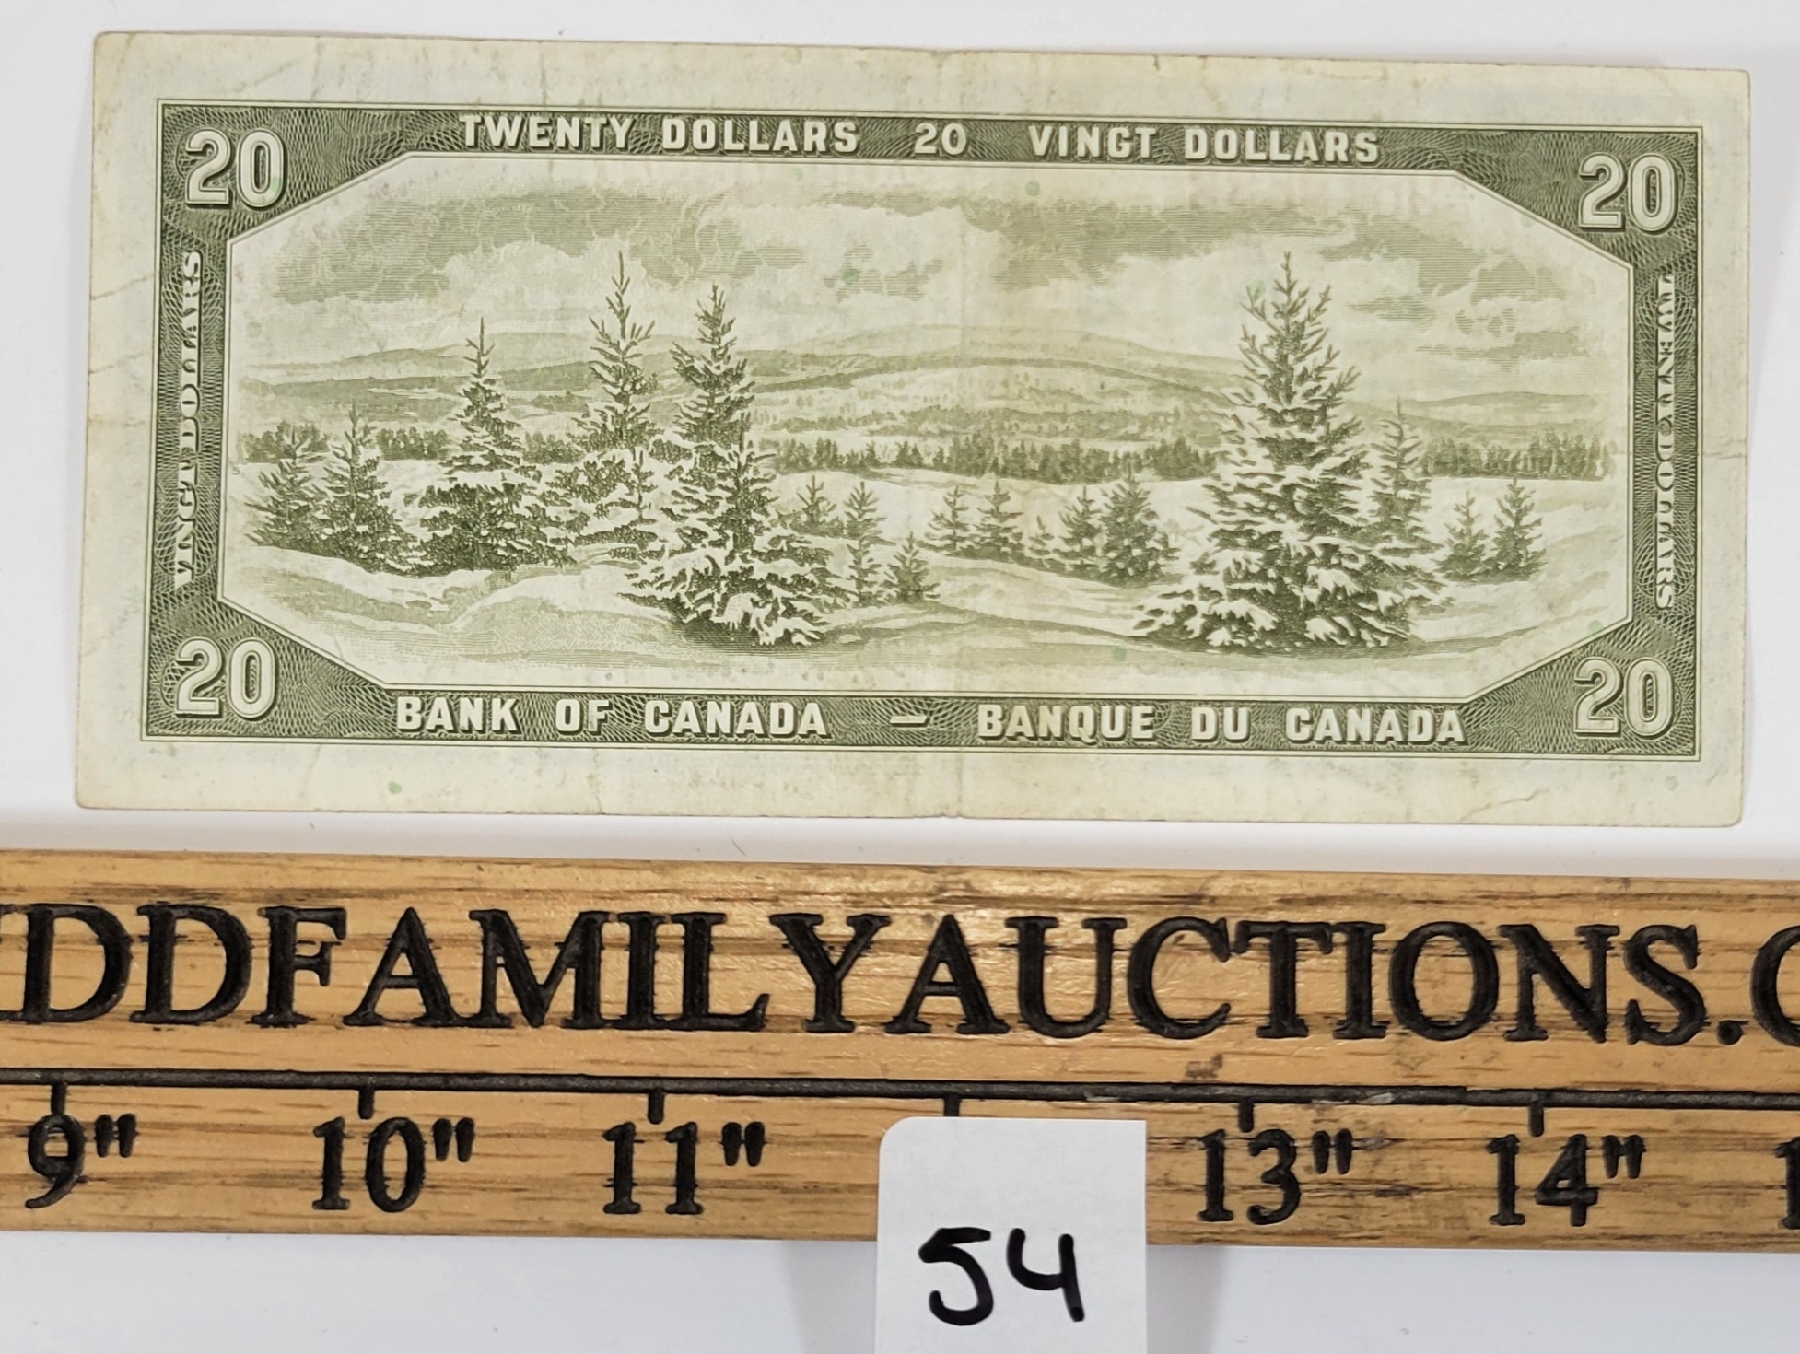 TWENTY DOLLARS 20 VINGT DOLLARS
20
20
VINGT DOLLARS
TWENTY DOLLARS
20
20
BANK OF CANADA — BANQUE DU CANADA
DDFAMILYAUCTIONS.
9" 10" 11" 13" 14"
54